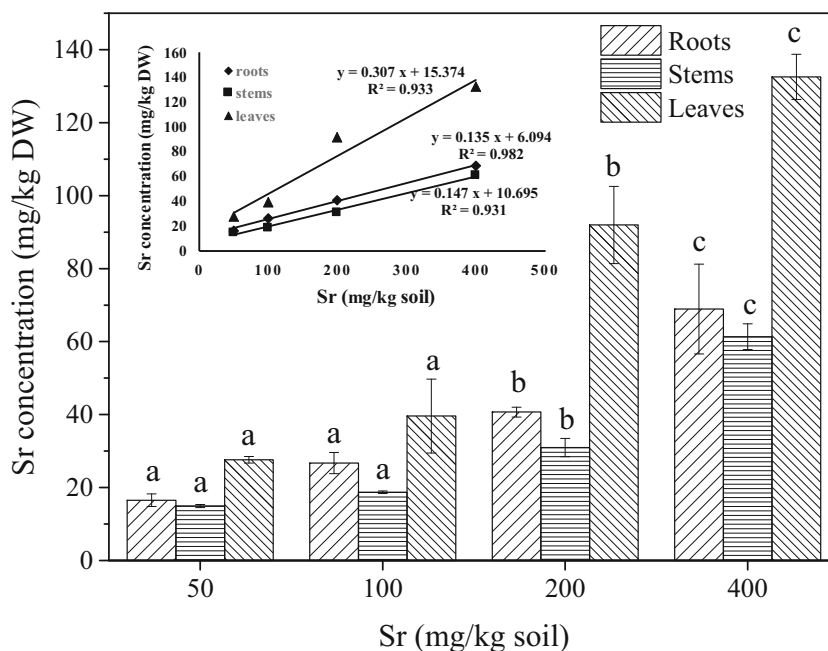 140
120
100
80
60
40
20
0
Sr concentration (mg/kg DW)
50
100
200
400
Sr (mg/kg soil)
Roots
Stems
Leaves
a
a
a
a
a
a
b
b
b
c
c
c
160
140
120
100
80
60
40
20
0
Sr concentration (mg/kg DW)
0
100
200
300
400
500
Sr (mg/kg soil)
roots
stems
leaves
y = 0.307 x + 15.374
R² = 0.933
y = 0.135 x + 6.094
R² = 0.982
y = 0.147 x + 10.695
R² = 0.931